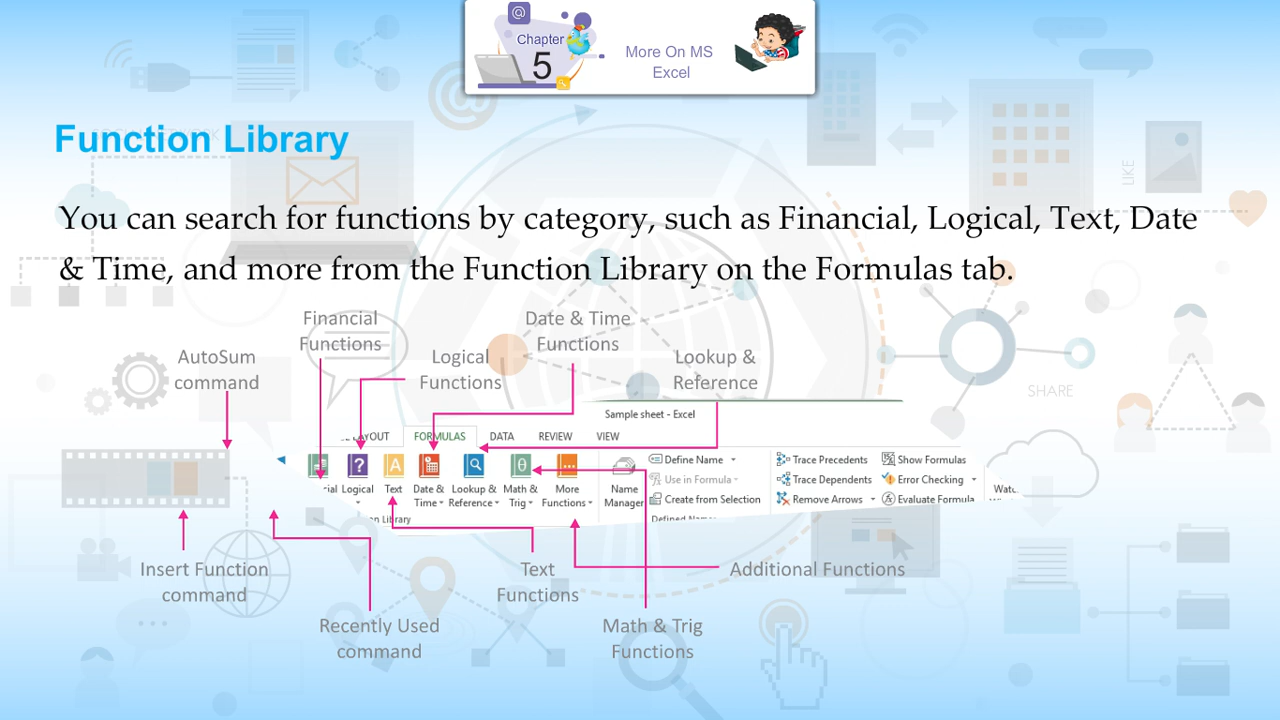 Chapter
5
More On MS
Excel
Function Library
You can search for functions by category, such as Financial, Logical, Text, Date
& Time, and more from the Function Library on the Formulas tab.
Financial
Functions
Date & Time
Functions
AutoSum
command
Logical
Functions
Lookup &
Reference
Sample sheet - Excel
LAYOUT FORMULAS DATA REVIEW VIEW
Logical
Text
Date &
Time
Lookup &
Reference
Math &
Trig
More
Functions
Name
Manager
Define Name
Use in Formula
Create from Selection
Trace Precedents
Trace Dependents
Remove Arrows
Show Formulas
Error Checking
Evaluate Formula
Library
Insert Function
command
Text
Functions
Additional Functions
Recently Used
command
Math & Trig
Functions
LIKE
SHARE